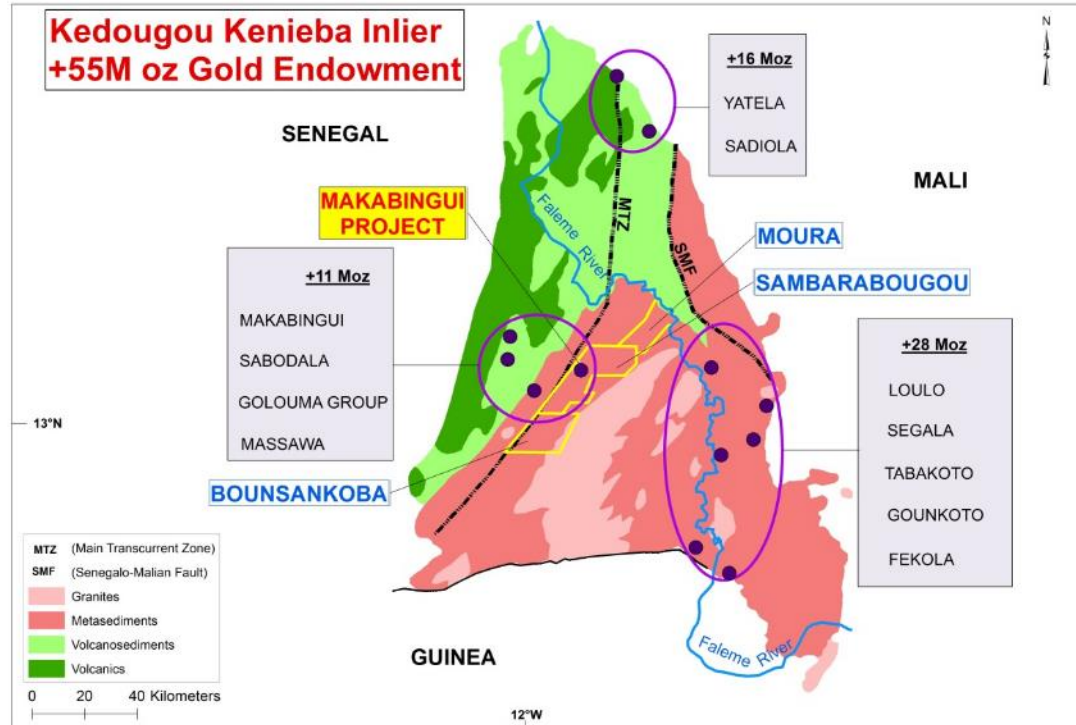 Kedougou Kenieba Inlier
+55M oz Gold Endowment
N
+16 Moz
YATELA
SADIOLA
SENEGAL
MALI
MAKABINGUI
PROJECT
MTZ
Faleme River
SMF
MOURA
SAMBARABOUGOU
+11 Moz
MAKABINGUI
SABODALA
GOLOUMA GROUP
MASSAWA
+28 Moz
LOULO
SEGALA
TABAKOTO
GOUNKOTO
FEKOLA
13°N
BOUNSANKOBA
MTZ (Main Transcurrent Zone)
SMF (Senegalo-Malian Fault)
Granites
Metasediments
Volcanosediments
Volcanics
0 20 40 Kilometers
GUINEA
Faleme River
12°W